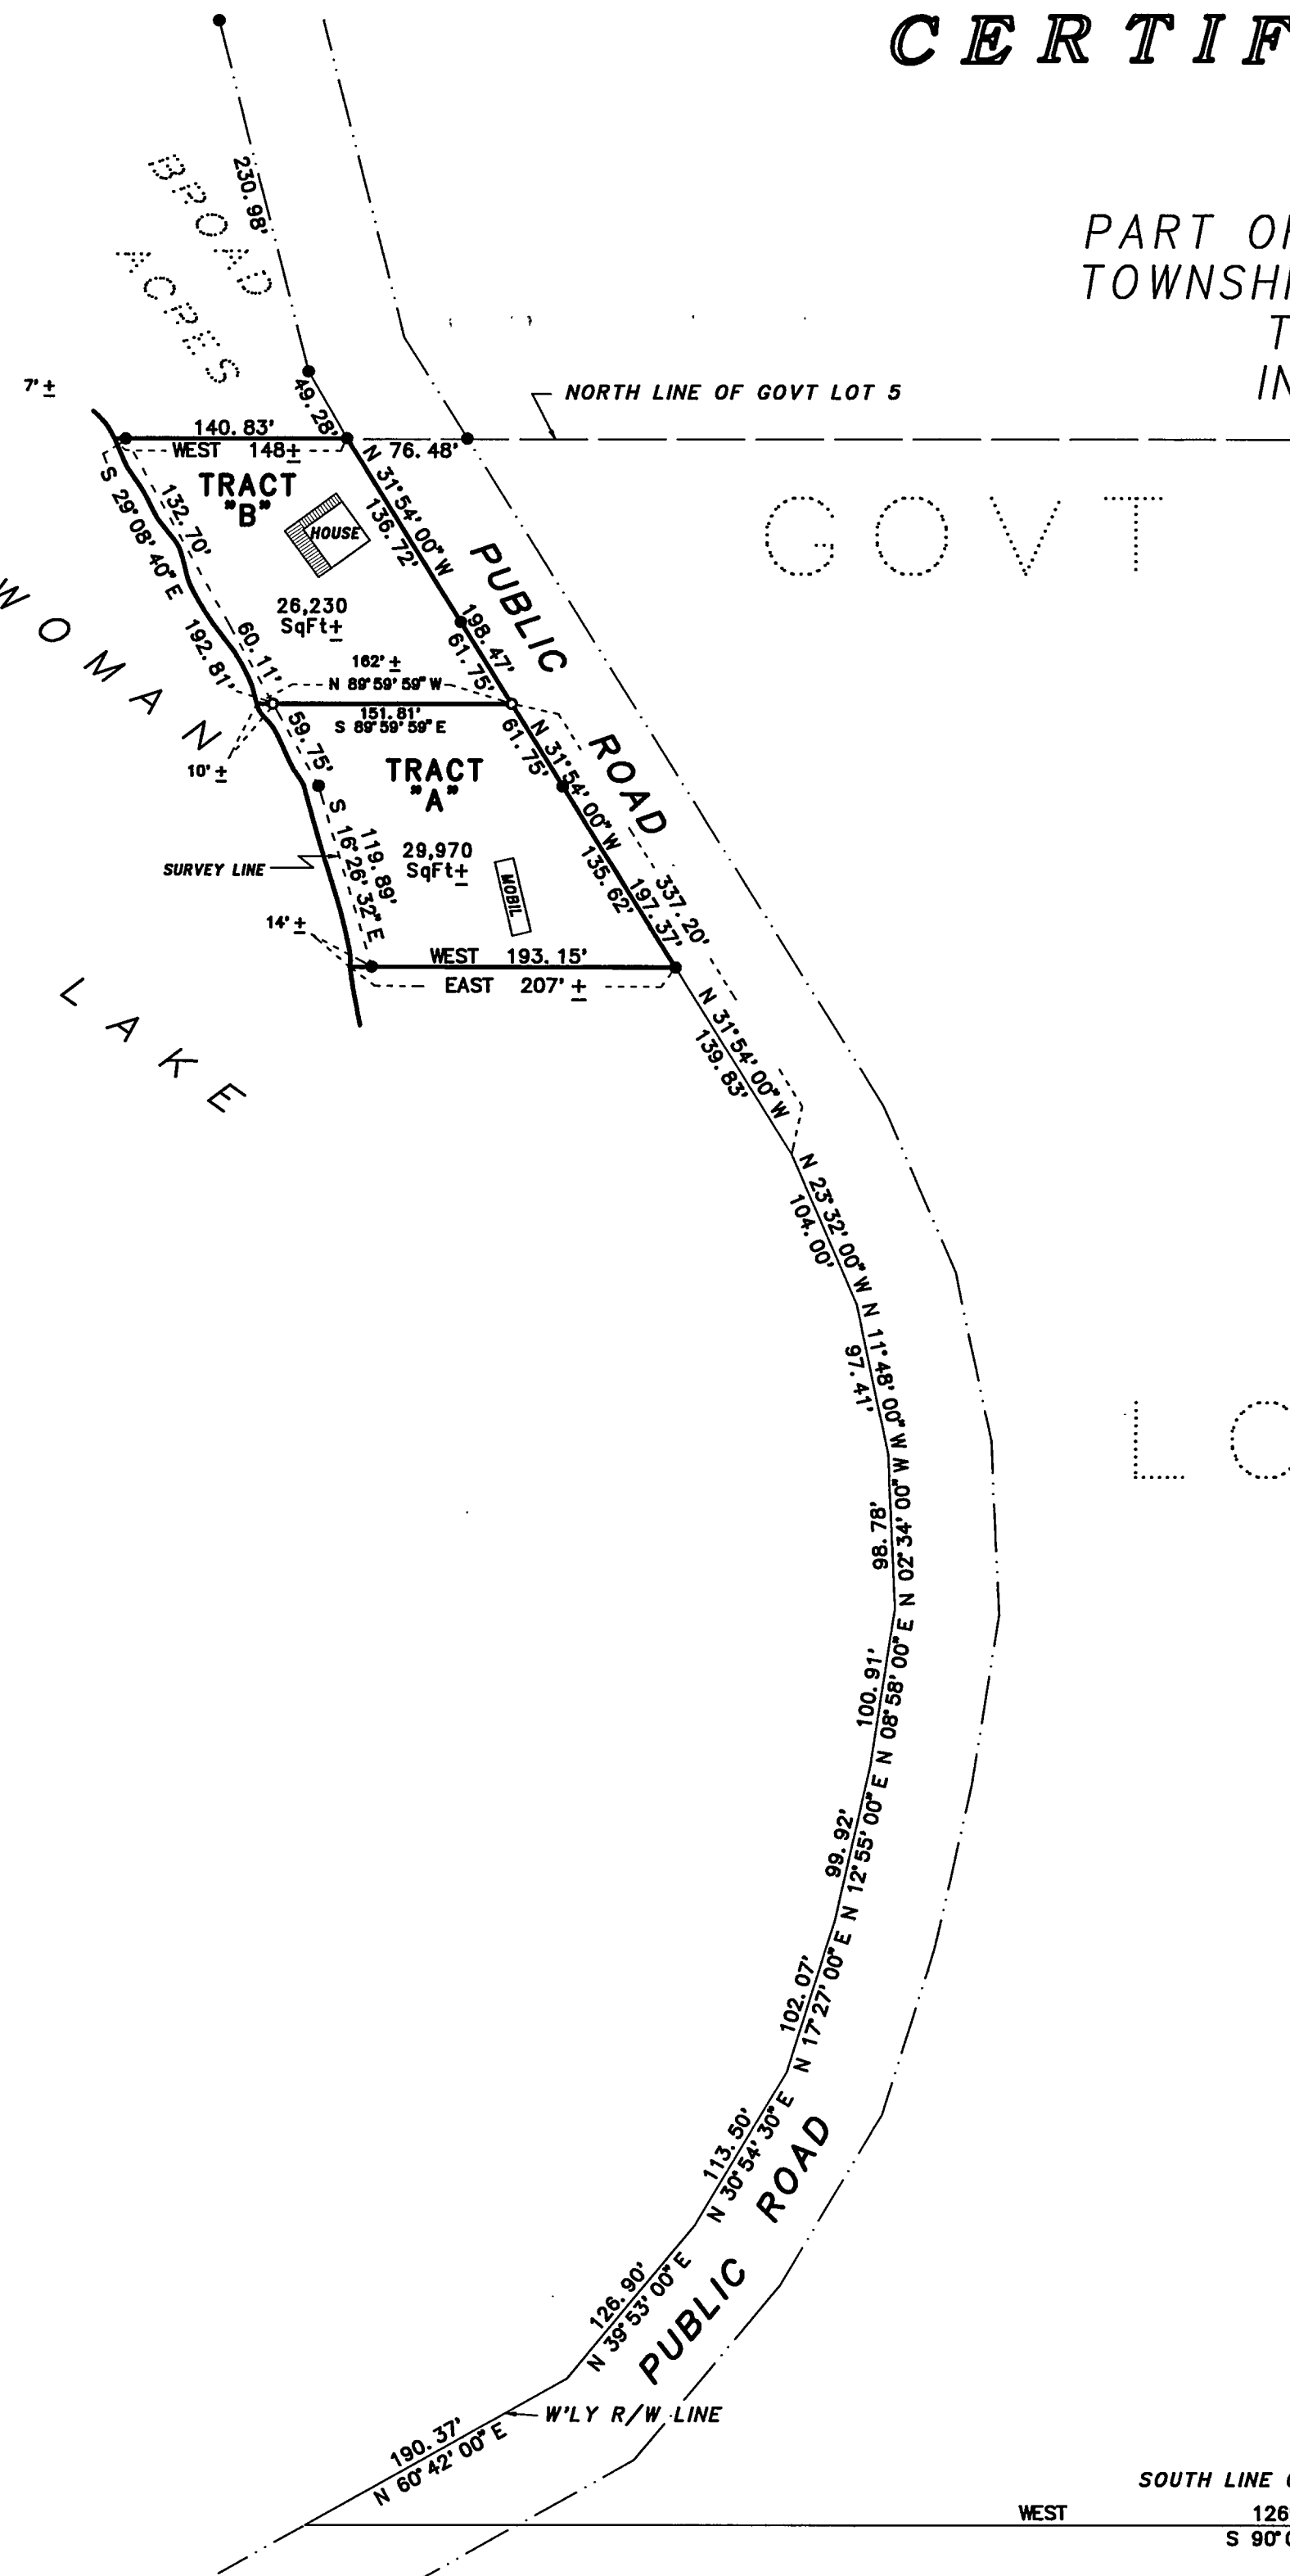 CERTIF
PART OF
TOWNSHI
T
IN
230.98'
BROAD
ACRES
7'±
49.28'
NORTH LINE OF GOVT LOT 5
140.83'
WEST 148±
76.48'
TRACT
"B"
N 31°54'00" W
136.72'
HOUSE
132.70'
S 29°08'40" E
192.81'
60.11'
26,230
SqFt±
PUBLIC
ROAD
GOVT
198.47'
61.75'
162'±
N 89°59'59" W
151.81'
S 89°59'59" E
WOMAN
LAKE
10'±
59.75'
61.75'
N 31°54'00" W
135.62'
197.37'
337.20'
TRACT
"A"
29,970
SqFt±
MOBIL
SURVEY LINE
119.89'
S 16°26'32" E
14'±
WEST 193.15'
EAST 207'±
N 31°54'00" W
139.83'
N 23°32'00" W
104.00'
N 11°48'00" W
97.41'
LO
N 02°34'00" W
98.78'
100.91'
N 08°58'00" E
99.92'
N 12°55'00" E
102.07'
N 17°27'00" E
113.50'
N 30°54'30" E
PUBLIC ROAD
126.90'
N 39°53'00" E
W'LY R/W LINE
190.37'
N 60°42'00" E
SOUTH LINE
WEST 126
S 90°